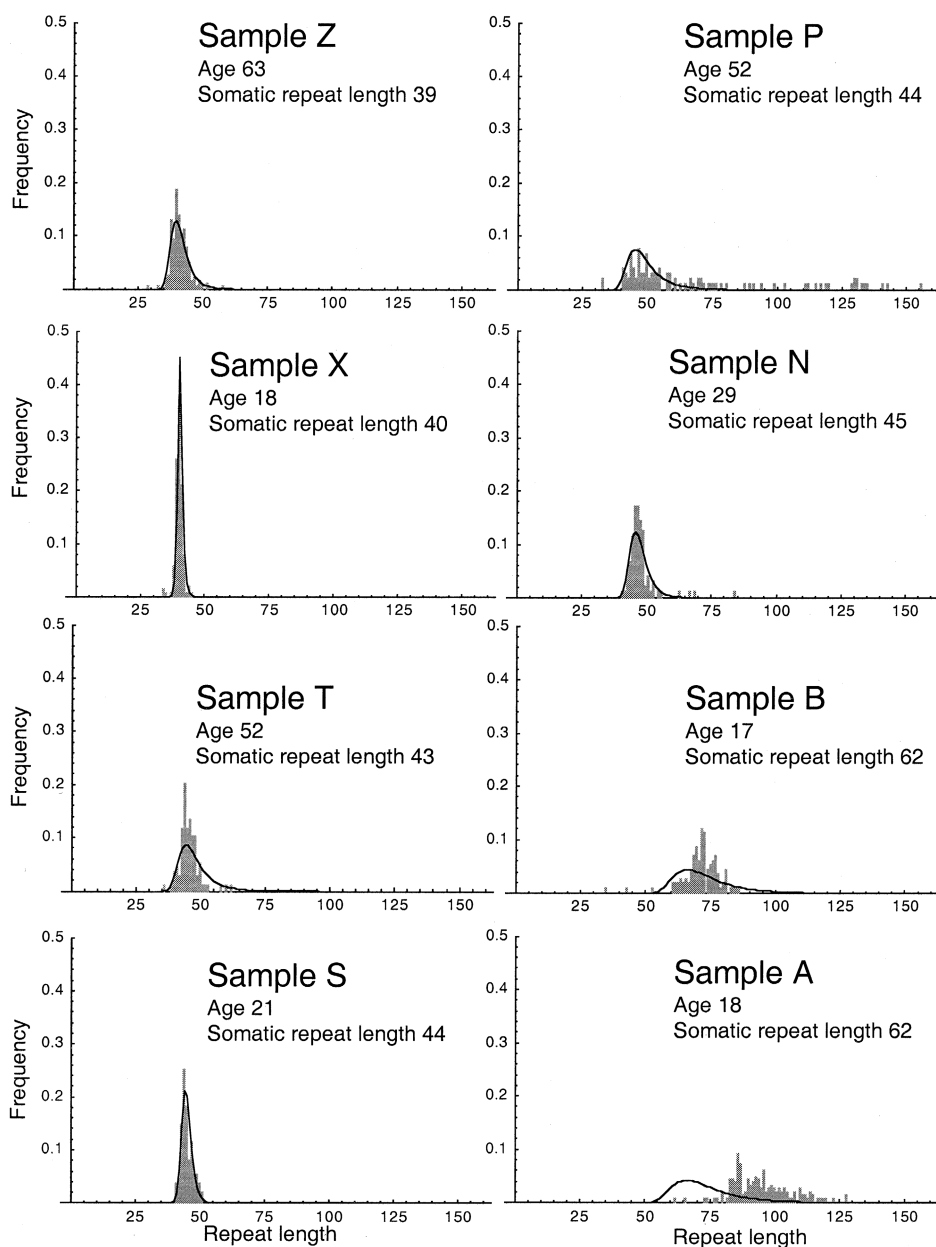 0.5
Sample Z
Age 63
Somatic repeat length 39
0.4
0.3
0.2
0.1
Frequency
25 50 75 100 125 150
0.5
Sample P
Age 52
Somatic repeat length 44
0.4
0.3
0.2
0.1
25 50 75 100 125 150
0.5
Sample X
Age 18
Somatic repeat length 40
0.4
0.3
0.2
0.1
Frequency
25 50 75 100 125 150
0.5
Sample N
Age 29
Somatic repeat length 45
0.4
0.3
0.2
0.1
25 50 75 100 125 150
0.5
Sample T
Age 52
Somatic repeat length 43
0.4
0.3
0.2
0.1
Frequency
25 50 75 100 125 150
0.5
Sample B
Age 17
Somatic repeat length 62
0.4
0.3
0.2
0.1
25 50 75 100 125 150
0.5
Sample S
Age 21
Somatic repeat length 44
0.4
0.3
0.2
0.1
Frequency
25 50 75 100 125 150
Repeat length
0.5
Sample A
Age 18
Somatic repeat length 62
0.4
0.3
0.2
0.1
25 50 75 100 125 150
Repeat length